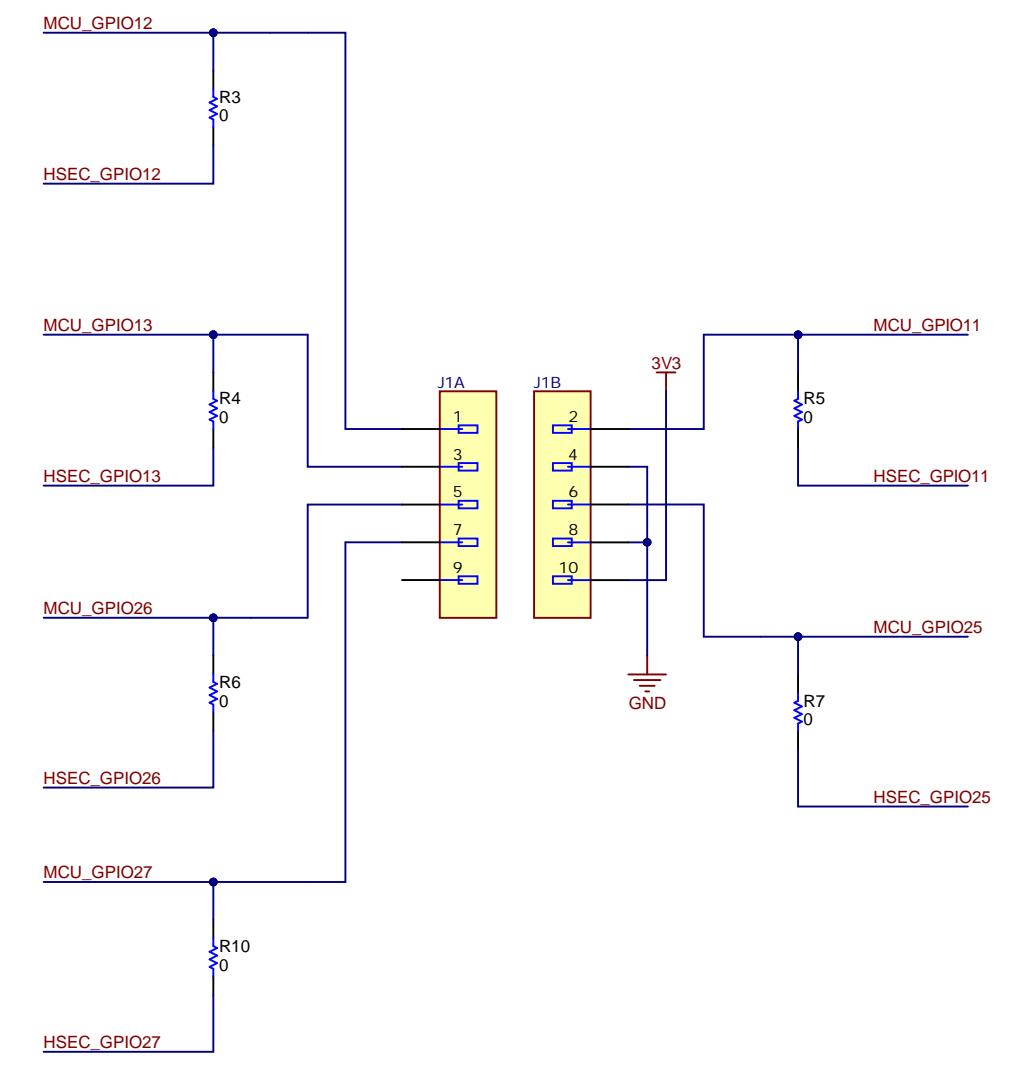 MCU_GPIO12
R3
0
HSEC_GPIO12
MCU_GPIO13
R4
0
HSEC_GPIO13
MCU_GPIO26
R6
0
HSEC_GPIO26
MCU_GPIO27
R10
0
HSEC_GPIO27
J1A
1
3
5
7
9
J1B
2
4
6
8
10
3V3
GND
MCU_GPIO11
R5
0
HSEC_GPIO11
MCU_GPIO25
R7
0
HSEC_GPIO25